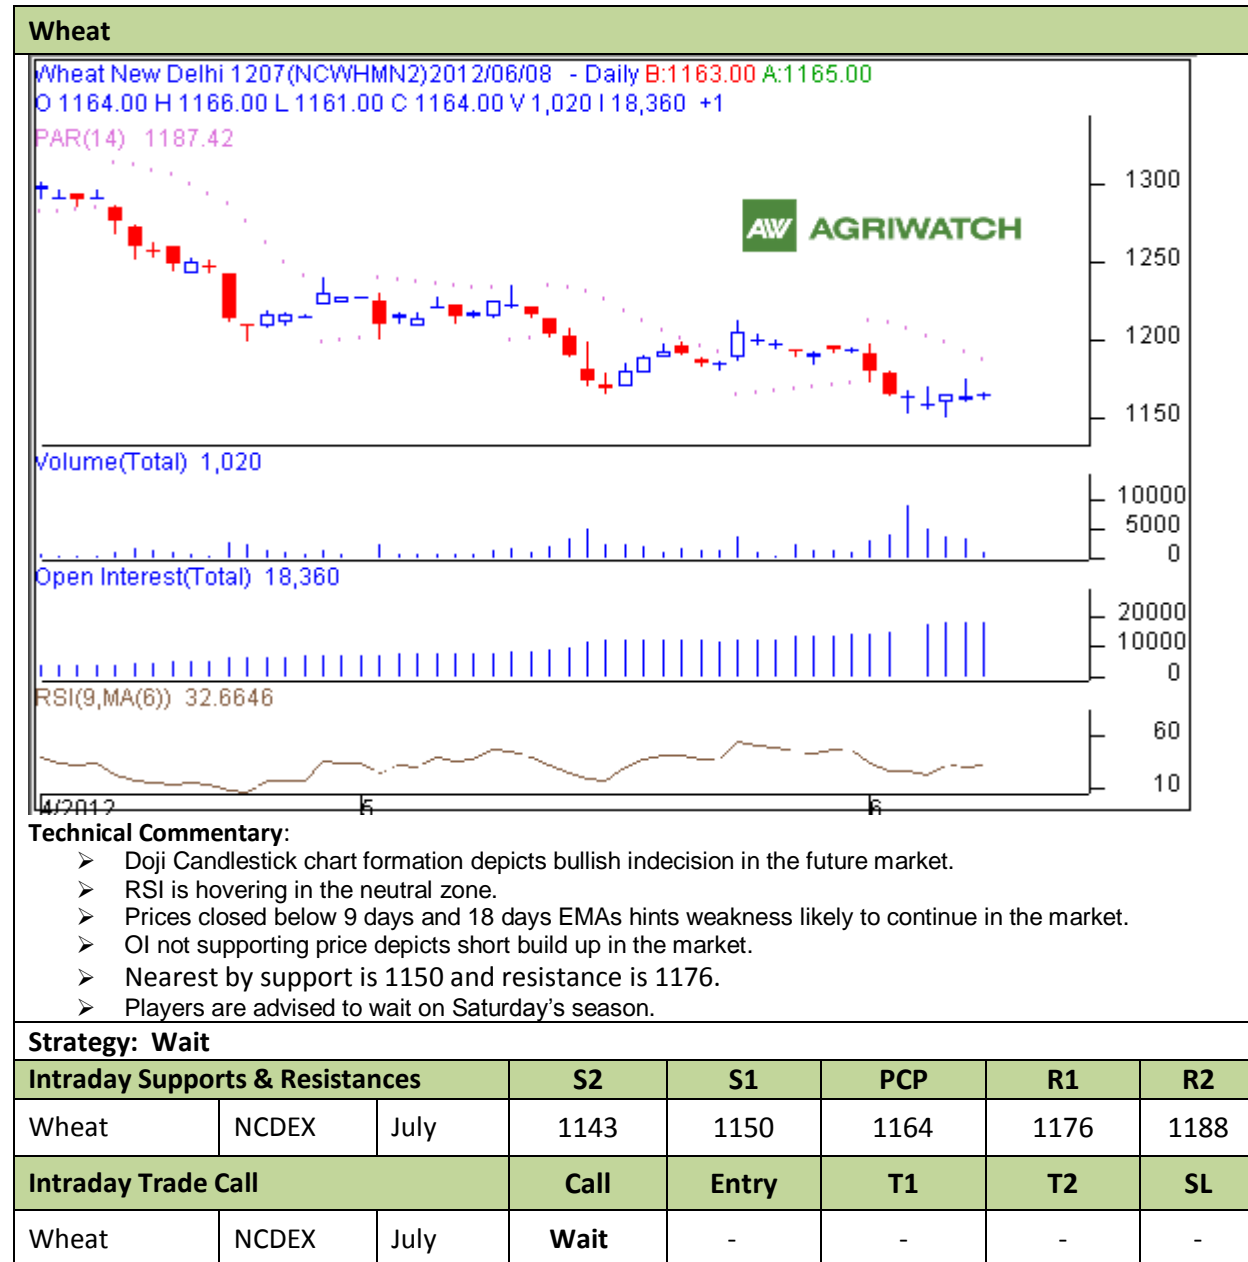 Wheat
Wheat New Delhi 1207(NCWHMN2)2012/06/08 - Daily B:1163.00 A:1165.00
O 1164.00 H 1166.00 L 1161.00 C 1164.00 V 1,020 I 18,360 +1
PAR(14) 1187.42
1300
AW AGRIWATCH
1250
1200
1150
Volume(Total) 1,020
10000
5000
0
Open Interest(Total) 18,360
20000
10000
0
RSI(9,MA(6)) 32.6646
60
10
4/2012 5 6
Technical Commentary:
➢ Doji Candlestick chart formation depicts bullish indecision in the future market.
➢ RSI is hovering in the neutral zone.
➢ Prices closed below 9 days and 18 days EMAs hints weakness likely to continue in the market.
➢ OI not supporting price depicts short build up in the market.
➢ Nearest by support is 1150 and resistance is 1176.
➢ Players are advised to wait on Saturday's season.
Strategy: Wait
Intraday Supports & Resistances S2 S1 PCP R1 R2
Wheat NCDEX July 1143 1150 1164 1176 1188
Intraday Trade Call Call Entry T1 T2 SL
Wheat NCDEX July Wait - - - -